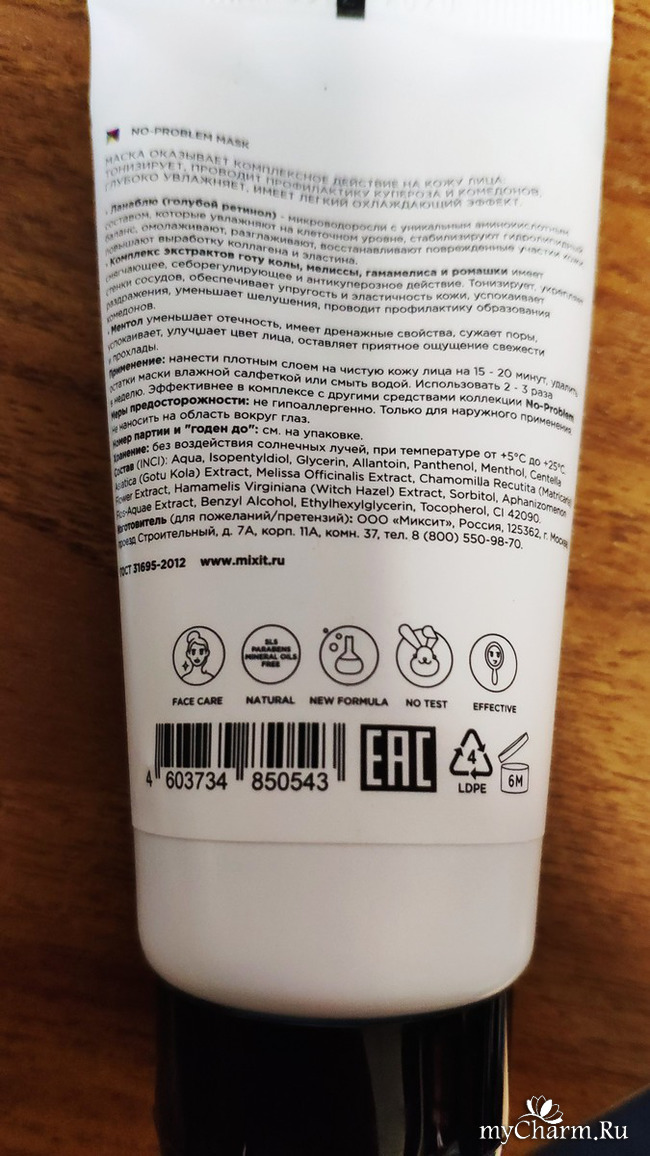 NO-PROBLEM MASK
МАСКА ОКАЗЫВАЕТ КОМПЛЕКСНОЕ ДЕЙСТВИЕ НА КОЖУ ЛИЦА:
ТОНИЗИРУЕТ, ПРОВОДИТ ПРОФИЛАКТИКУ КУПЕРОЗА И КОМЕДОНОВ,
ГЛУБОКО УВЛАЖНЯЕТ, ИМЕЕТ ЛЕГКИЙ ОХЛАЖДАЮЩИЙ ЭФФЕКТ.
• Ланаблю (голубой ретинол) - микроводоросли с уникальным аминокислотным
составом, которые увлажняют на клеточном уровне, стабилизируют гидролипидный
баланс, омолаживают, разглаживают, восстанавливают поврежденные участки кожи,
повышают выработку коллагена и эластина.
• Комплекс экстрактов готу колы, мелиссы, гамамелиса и ромашки имеет
смягчающее, себорегулирующее и антикуперозное действие. Тонизирует, укрепляет
стенки сосудов, обеспечивает упругость и эластичность кожи, успокаивает
раздражения, уменьшает шелушения, проводит профилактику образования
комедонов.
• Ментол уменьшает отечность, имеет дренажные свойства, сужает поры,
успокаивает, улучшает цвет лица, оставляет приятное ощущение свежести
и прохлады.
Применение: нанести плотным слоем на чистую кожу лица на 15 - 20 минут, удалить
остатки маски влажной салфеткой или смыть водой. Использовать 2 - 3 раза
в неделю. Эффективнее в комплексе с другими средствами коллекции No-Problem
Меры предосторожности: не гипоаллергенно. Только для наружного применения.
Не наносить на область вокруг глаз.
Номер партии и "годен до": см. на упаковке.
Хранение: без воздействия солнечных лучей, при температуре от +5°C до +25°C.
Состав (INCI): Aqua, Isopentyldiol, Glycerin, Allantoin, Panthenol, Menthol, Centella
Asiatica (Gotu Kola) Extract, Melissa Officinalis Extract, Chamomilla Recutita (Matricaria)
Flower Extract, Hamamelis Virginiana (Witch Hazel) Extract, Sorbitol, Aphanizomenon
Flos-Aquae Extract, Benzyl Alcohol, Ethylhexylglycerin, Tocopherol, CI 42090.
Изготовитель (для пожеланий/претензий): ООО «Миксит», Россия, 125362, г. Москва,
проезд Строительный, д. 7А, корп. 11А, комн. 37, тел. 8 (800) 550-98-70.
ГОСТ 31695-2012 www.mixit.ru
SLS
PARABENS
MINERAL OILS
FREE
FACE CARE NATURAL NEW FORMULA NO TEST EFFECTIVE
4 603734 850543
EAC
4
LDPE
6M
myCharm.Ru